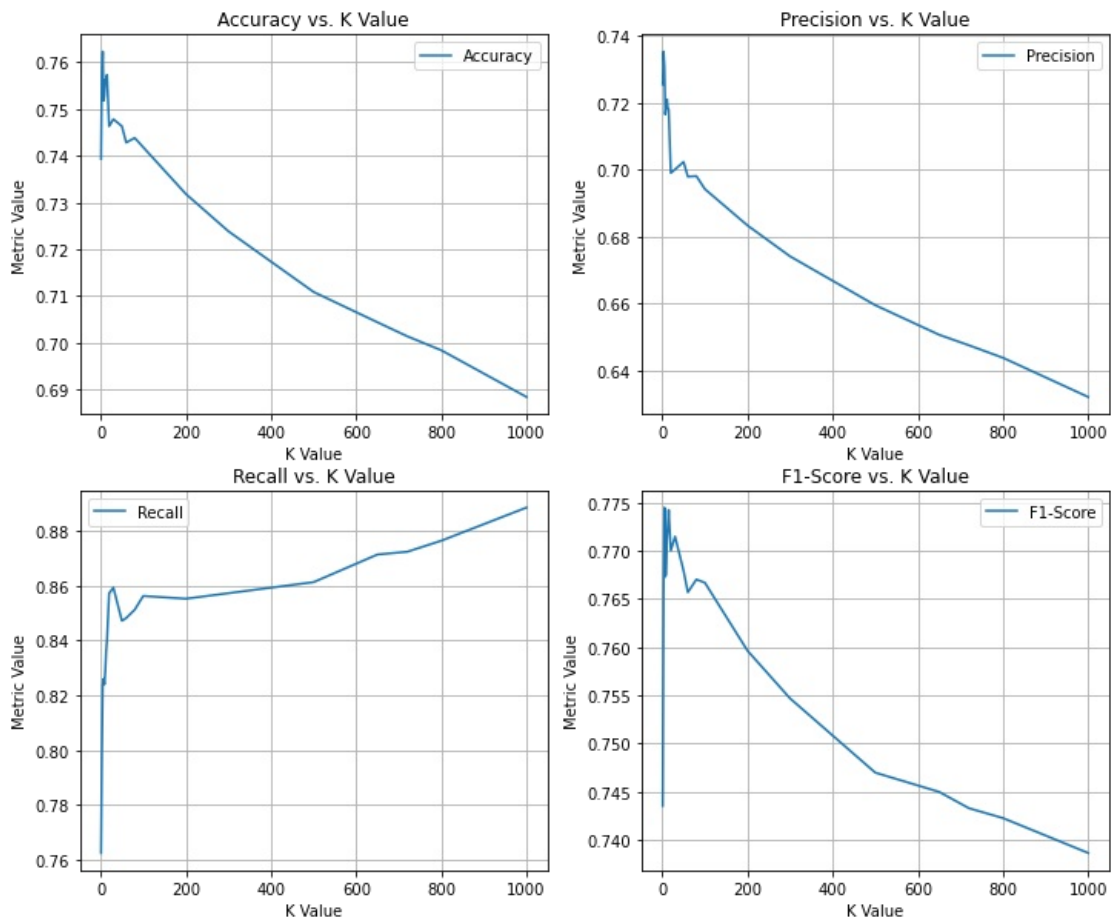 Accuracy vs. K Value
Accuracy
Metric Value
0.76
0.75
0.74
0.73
0.72
0.71
0.70
0.69
0 200 400 600 800 1000
K Value
Precision vs. K Value
Precision
Metric Value
0.74
0.72
0.70
0.68
0.66
0.64
0 200 400 600 800 1000
K Value
Recall vs. K Value
Recall
Metric Value
0.88
0.86
0.84
0.82
0.80
0.78
0.76
0 200 400 600 800 1000
K Value
F1-Score vs. K Value
F1-Score
Metric Value
0.775
0.770
0.765
0.760
0.755
0.750
0.745
0.740
0 200 400 600 800 1000
K Value